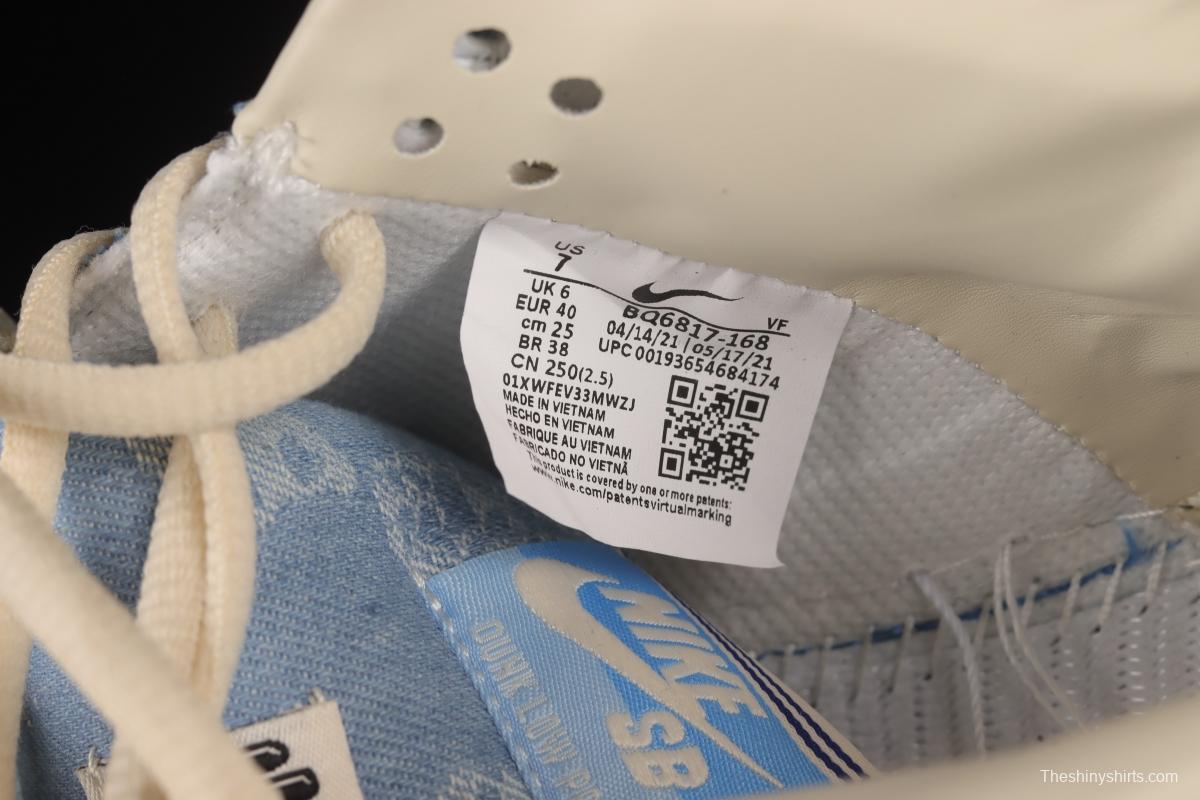 US
7
UK 6
EUR 40
cm 25
BR 38
CN 250(2.5)
VF
BQ6817-168
04/14/21 | 05/17/21
UPC 00193654684174
01XWFEV33MWZJ
MADE IN VIETNAM
HECHO EN VIETNAM
FABRIQUE AU VIETNAM
FABRICADO NO VIETNÃ
This product is covered by one or more patents:
www.nike.com/patentsvirtualmarking
NIKE
SB
DUNK LOW
Theshinyshirts.com